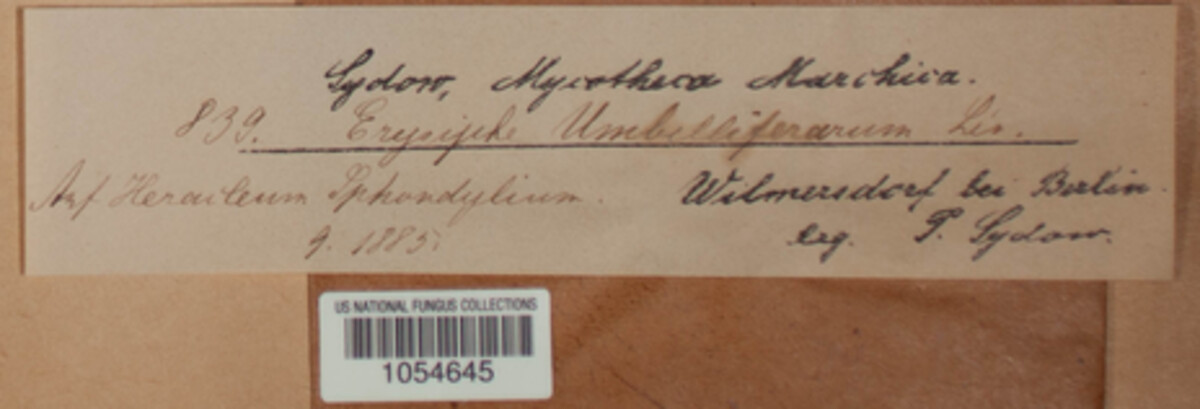 Sydow, Mycotheca Marchica.
839. Erysiphe Umbelliferarum Lév.
Auf Heracleum Sphondylium. Wilmersdorf bei Berlin.
9. 1885. leg. P. Sydow.
US NATIONAL FUNGUS COLLECTIONS
1054645